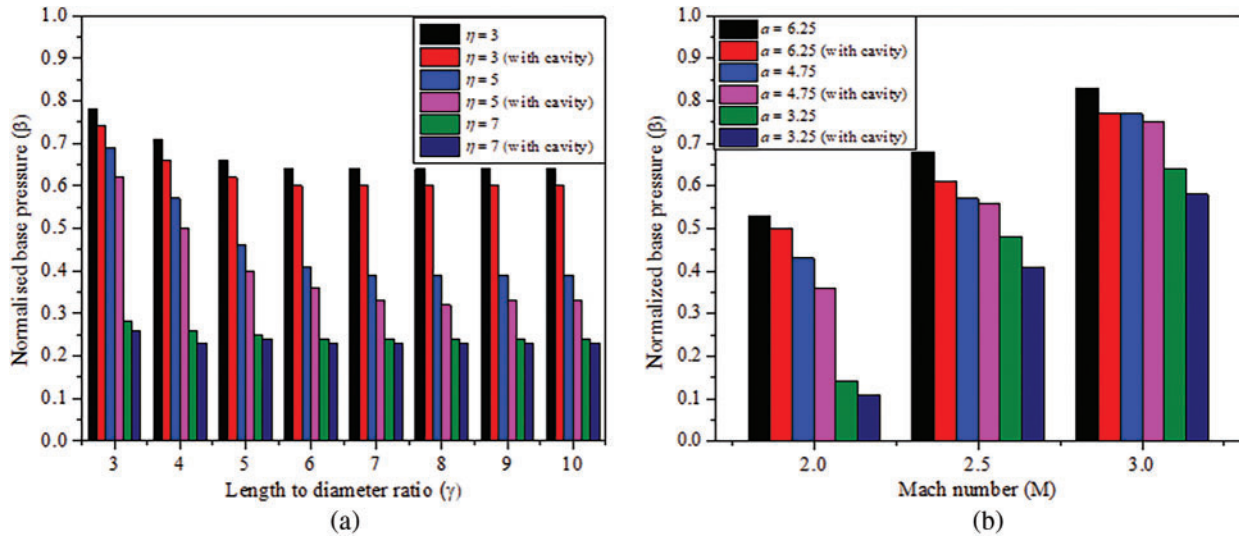 1.0
0.9
0.8
0.7
0.6
0.5
0.4
0.3
0.2
0.1
0.0
Normalised base pressure (β)
η = 3
η = 3 (with cavity)
η = 5
η = 5 (with cavity)
η = 7
η = 7 (with cavity)
3 4 5 6 7 8 9 10
Length to diameter ratio (γ)
(a)
1.0
0.9
0.8
0.7
0.6
0.5
0.4
0.3
0.2
0.1
0.0
Normalized base pressure (β)
α = 6.25
α = 6.25 (with cavity)
α = 4.75
α = 4.75 (with cavity)
α = 3.25
α = 3.25 (with cavity)
2.0 2.5 3.0
Mach number (M)
(b)